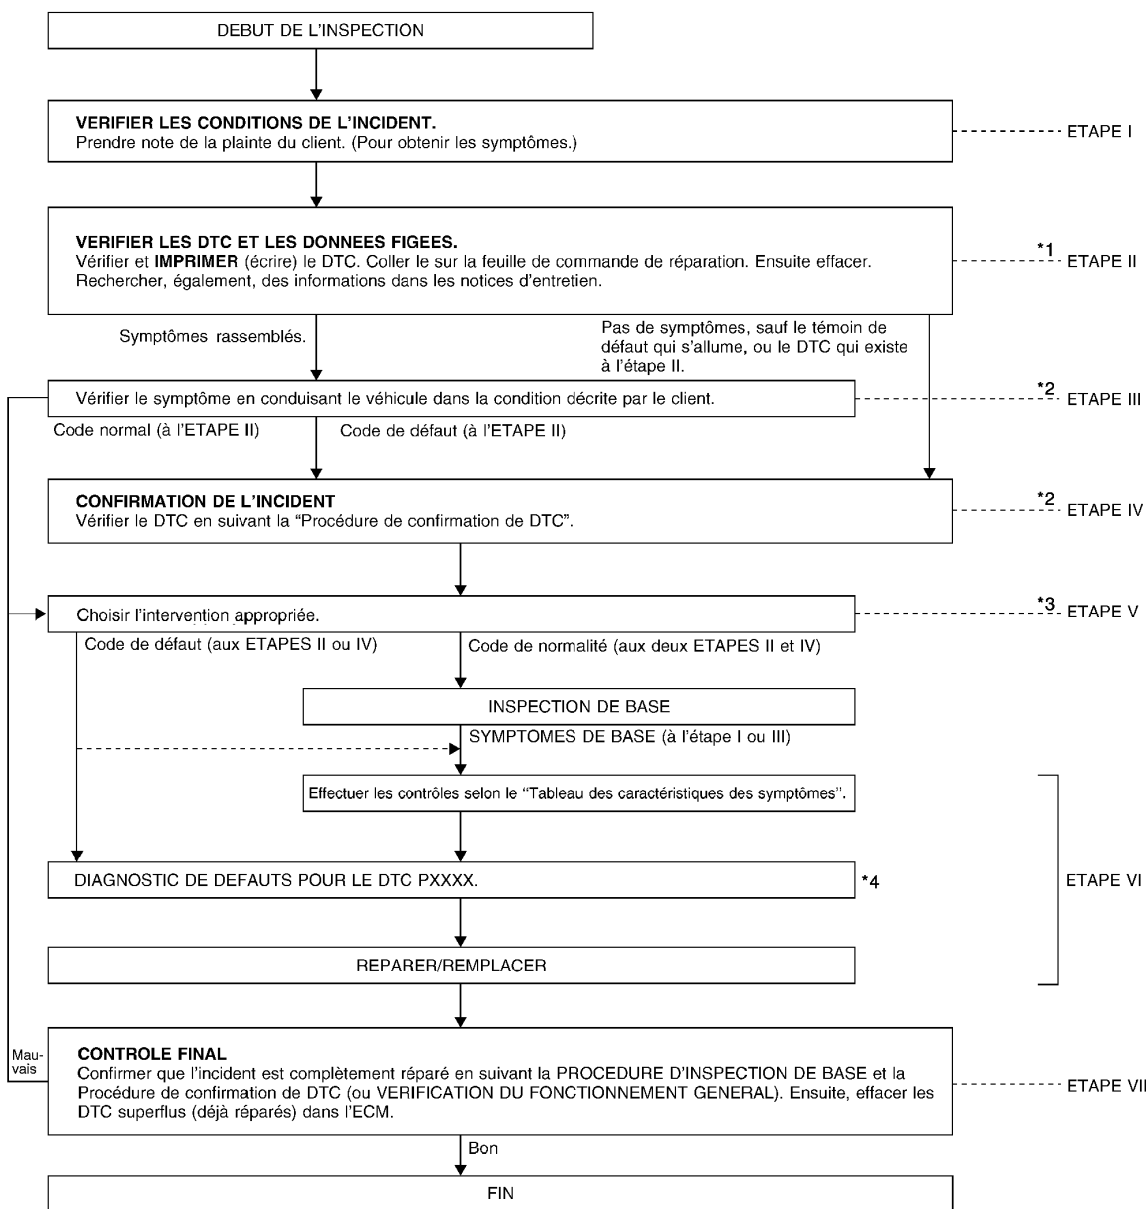 DEBUT DE L'INSPECTION
VERIFIER LES CONDITIONS DE L'INCIDENT.
Prendre note de la plainte du client. (Pour obtenir les symptômes.)
ETAPE I
VERIFIER LES DTC ET LES DONNEES FIGEES.
Vérifier et IMPRIMER (écrire) le DTC. Coller le sur la feuille de commande de réparation. Ensuite effacer.
Rechercher, également, des informations dans les notices d'entretien.
*1
ETAPE II
Symptômes rassemblés.
Pas de symptômes, sauf le témoin de
défaut qui s'allume, ou le DTC qui existe
à l'étape II.
Vérifier le symptôme en conduisant le véhicule dans la condition décrite par le client.
*2
ETAPE III
Code normal (à l'ETAPE II)
Code de défaut (à l'ETAPE II)
CONFIRMATION DE L'INCIDENT
Vérifier le DTC en suivant la “Procédure de confirmation de DTC”.
*2
ETAPE IV
Choisir l'intervention appropriée.
*3
ETAPE V
Code de défaut (aux ETAPES II ou IV)
Code de normalité (aux deux ETAPES II et IV)
INSPECTION DE BASE
SYMPTOMES DE BASE (à l'étape I ou III)
Effectuer les contrôles selon le “Tableau des caractéristiques des symptômes”.
DIAGNOSTIC DE DEFAUTS POUR LE DTC PXXXX.
*4
ETAPE VI
REPARER/REMPLACER
Mau-
vais
CONTROLE FINAL
Confirmer que l'incident est complètement réparé en suivant la PROCEDURE D'INSPECTION DE BASE et la
Procédure de confirmation de DTC (ou VERIFICATION DU FONCTIONNEMENT GENERAL). Ensuite, effacer les
DTC superflus (déjà réparés) dans l'ECM.
ETAPE VII
Bon
FIN